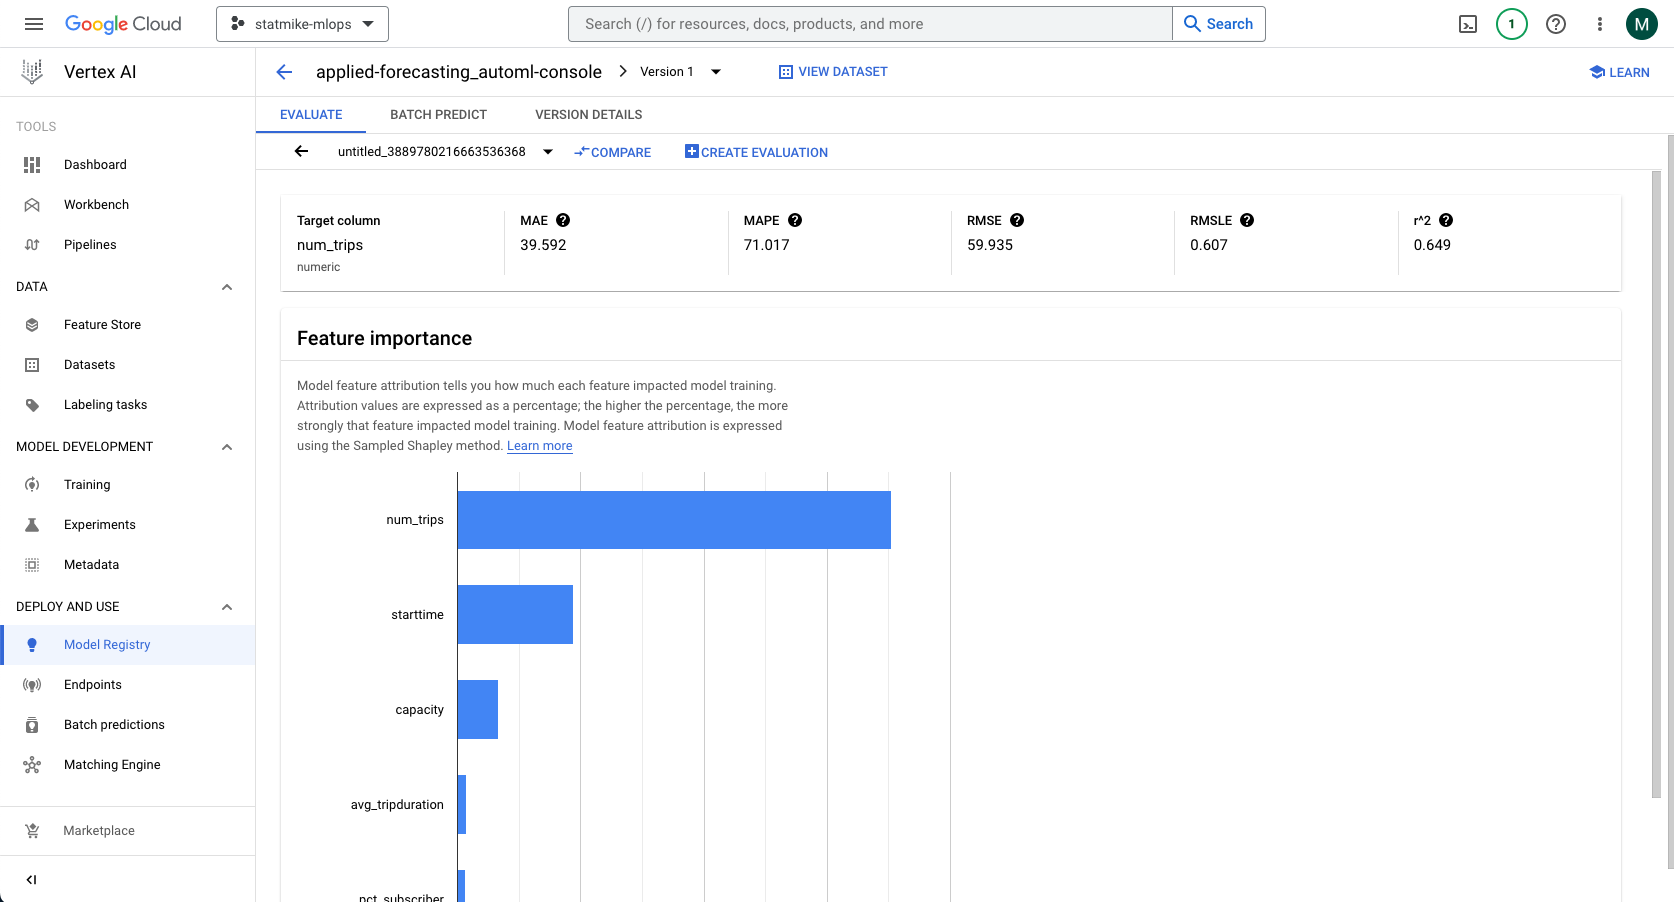 Google Cloud
statmike-mlops
Search (/) for resources, docs, products, and more
Search
1
M
Vertex AI
applied-forecasting_automl-console
Version 1
VIEW DATASET
LEARN
TOOLS
Dashboard
Workbench
Pipelines
DATA
Feature Store
Datasets
Labeling tasks
MODEL DEVELOPMENT
Training
Experiments
Metadata
DEPLOY AND USE
Model Registry
Endpoints
Batch predictions
Matching Engine
Marketplace
EVALUATE
BATCH PREDICT
VERSION DETAILS
untitled_3889780216663536368
COMPARE
CREATE EVALUATION
Target column
num_trips
numeric
MAE
39.592
MAPE
71.017
RMSE
59.935
RMSLE
0.607
r^2
0.649
Feature importance
Model feature attribution tells you how much each feature impacted model training.
Attribution values are expressed as a percentage; the higher the percentage, the more
strongly that feature impacted model training. Model feature attribution is expressed
using the Sampled Shapley method. Learn more
num_trips
starttime
capacity
avg_tripduration
pct_subscriber